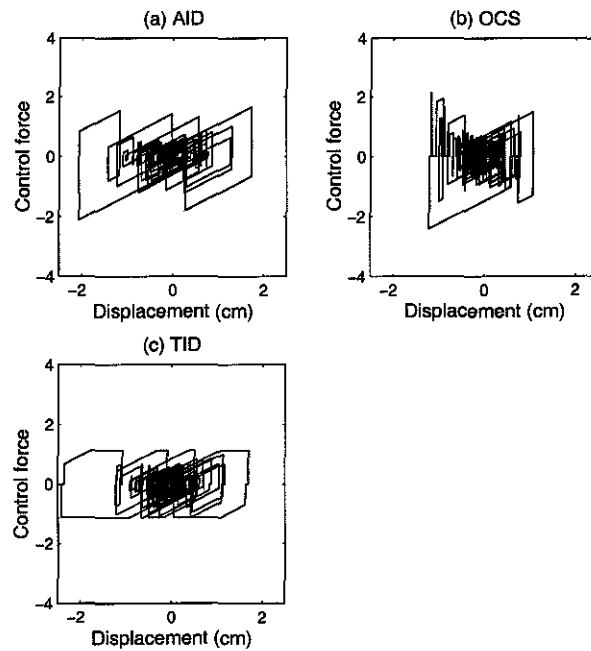 (a) AID
(b) OCS
4
2
0
-2
-4
Control force
-2 0 2
Displacement (cm)
4
2
0
-2
-4
Control force
-2 0 2
Displacement (cm)
(c) TID
4
2
0
-2
-4
Control force
-2 0 2
Displacement (cm)